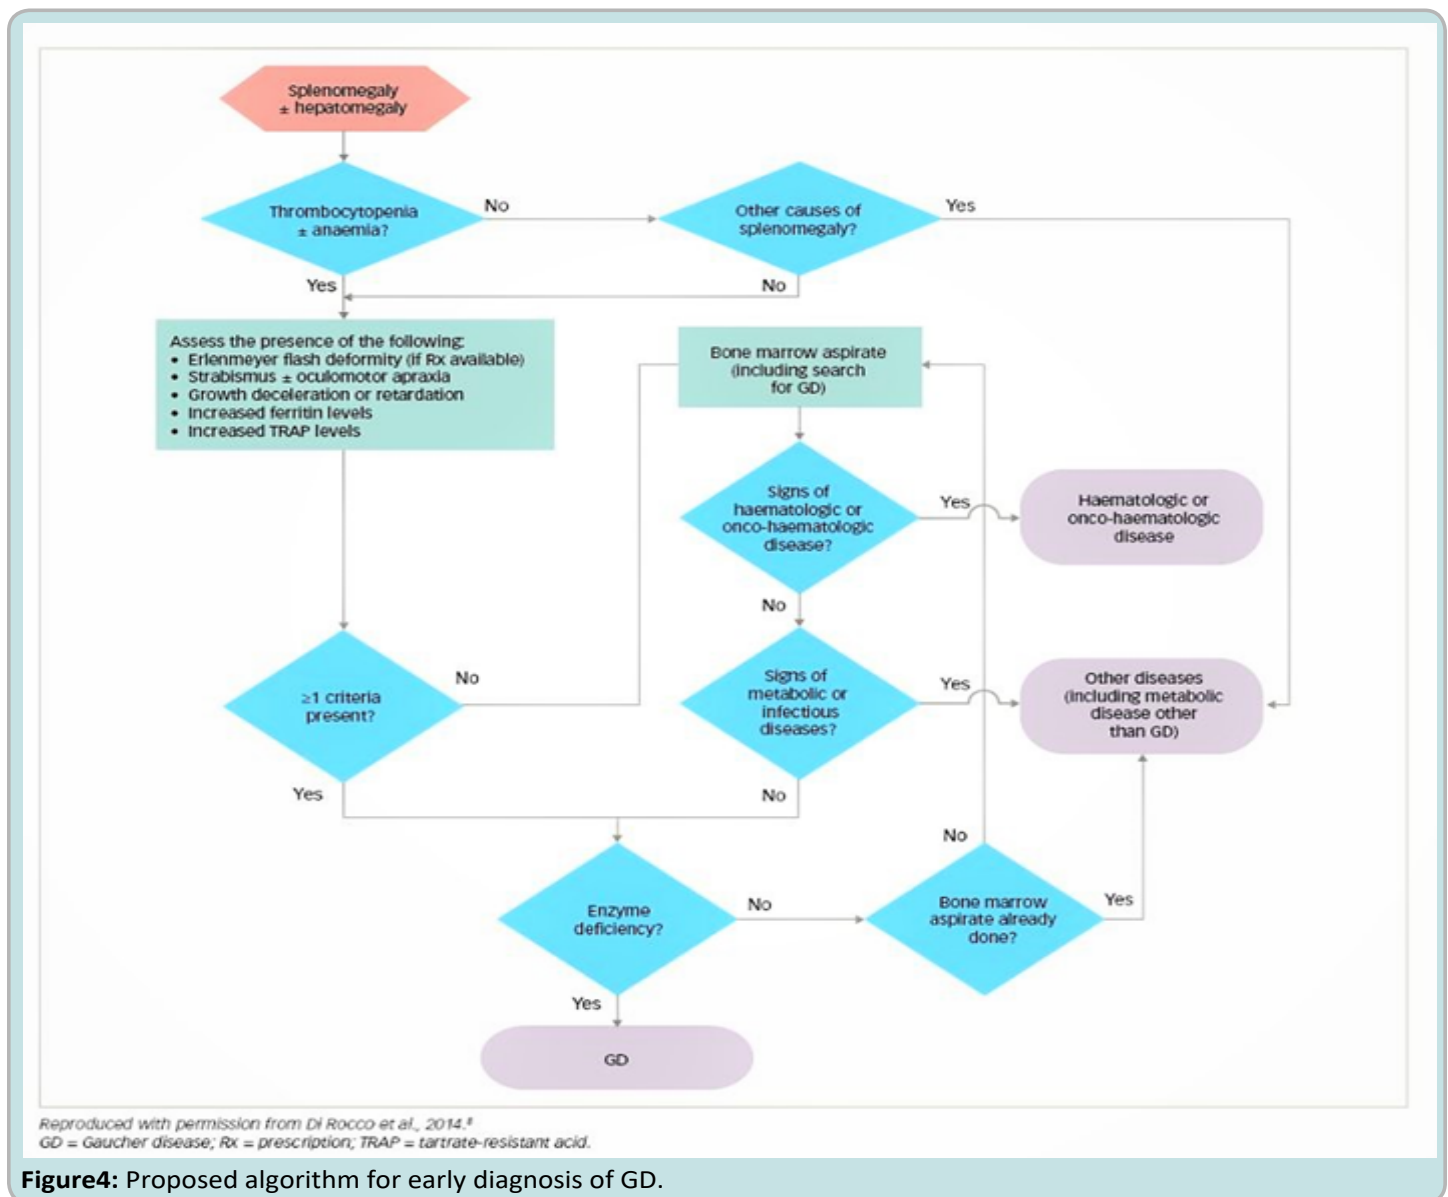 Splenomegaly
± hepatomegaly
Thrombocytopenia
± anaemia?
No
Other causes of
splenomegaly?
Yes
Yes
No
Assess the presence of the following:
• Erlenmeyer flash deformity (if Rx available)
• Strabismus ± oculomotor apraxia
• Growth deceleration or retardation
• Increased ferritin levels
• Increased TRAP levels
Bone marrow aspirate
(including search
for GD)
Signs of
haematologic or
onco-haematologic
disease?
Yes
Haematologic or
onco-haematologic
disease
No
≥1 criteria
present?
No
Signs of
metabolic or
infectious
diseases?
Yes
Other diseases
(including metabolic
disease other
than GD)
Yes
No
Enzyme
deficiency?
No
Bone marrow
aspirate already
done?
No
Yes
Yes
GD
Reproduced with permission from Di Rocco et al., 2014.⁸
GD = Gaucher disease; Rx = prescription; TRAP = tartrate-resistant acid.
Figure4: Proposed algorithm for early diagnosis of GD.